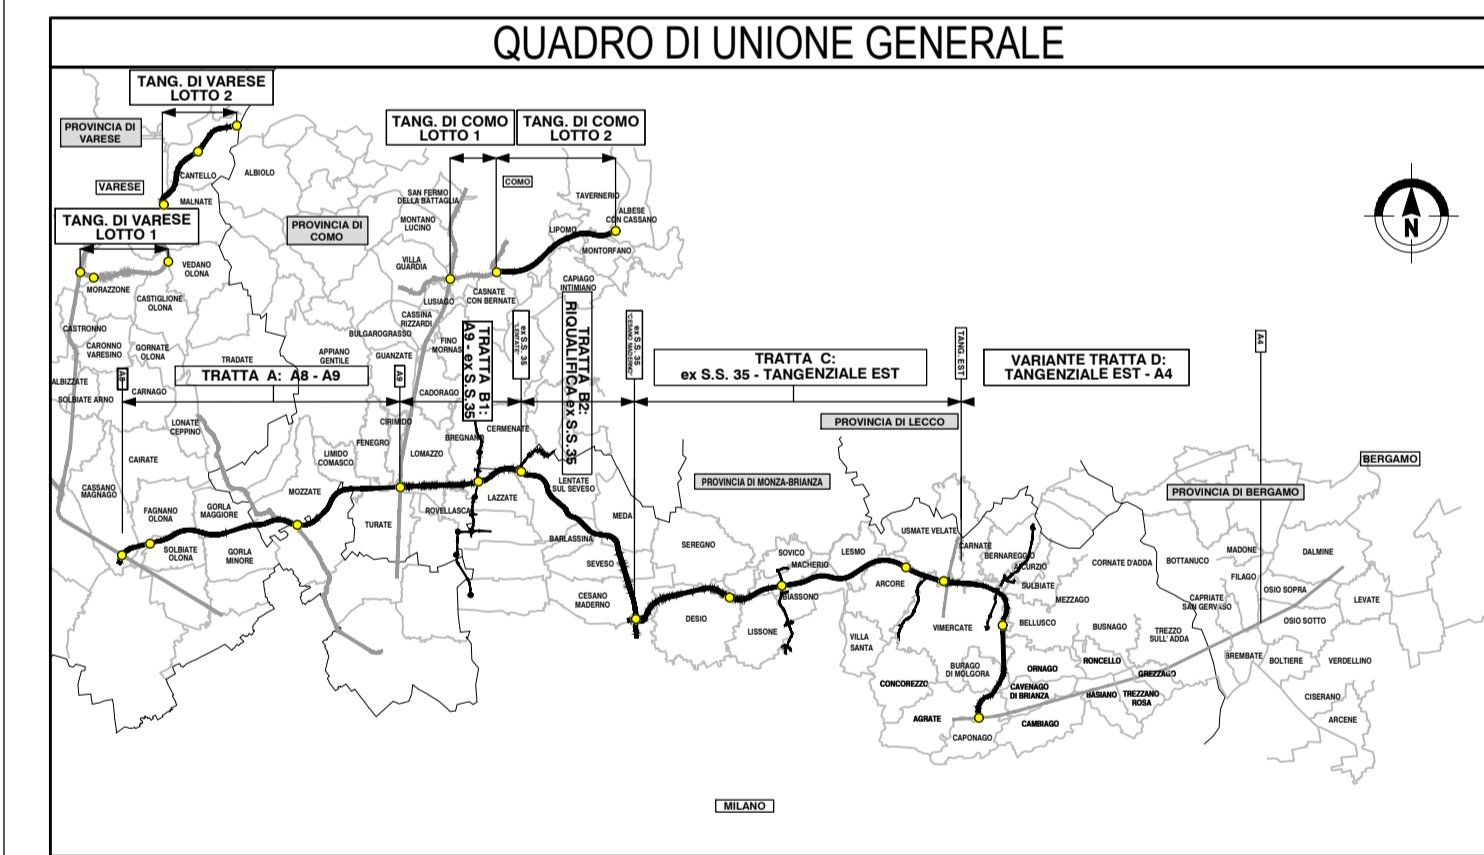 QUADRO DI UNIONE GENERALE
TANG. DI VARESE
LOTTO 2
PROVINCIA DI
VARESE
TANG. DI COMO
LOTTO 1
TANG. DI COMO
LOTTO 2
CANTELLO
ALBIOLO
VARESE
MALNATE
COMO
TANG. DI VARESE
LOTTO 1
PROVINCIA DI
COMO
SAN FERMO
DELLA BATTAGLIA
MONTANO
LUCINO
TAVERNERIO
ALBESE
CON CASSANO
LIPOMO
MONTORFANO
N
VEDANO
OLONA
MORAZZONE
CASTIGLIONE
OLONA
VILLA
GUARDIA
LUSIAGO
CASNATE
CON BERNATE
CAPIAGO
INTIMIANO
CASSINA
RIZZARDI
CASTRONNO
CARONNO
VARESINO
GORNATE
OLONA
BULGAROGRASSO
FINO
MORNAS
TRADATE
APPIANO
GENTILE
GUANZATE
TRATTA B1:
A9 - ex S.S.35
ex S.S. 35
"LENTATE"
TRATTA B2:
RIQUALIFICA ex S.S.35
ex S.S. 35
"CESANO MADERNO"
TRATTA C:
ex S.S. 35 - TANGENZIALE EST
TANG. EST
VARIANTE TRATTA D:
TANGENZIALE EST - A4
A4
ALBIZZATE
SOLBIATE ARNO
A8
CARNAGO
TRATTA A: A8 - A9
A9
CADORAGO
LONATE
CEPPINO
CIRIMIDO
FENEGRO
BREGNANO
CERMENATE
PROVINCIA DI LECCO
CAIRATE
LIMIDO
COMASCO
LOMAZZO
BERGAMO
CASSANO
MAGNAGO
MOZZATE
LAZZATE
LENTATE
SUL SEVESO
PROVINCIA DI MONZA-BRIANZA
PROVINCIA DI BERGAMO
FAGNANO
OLONA
GORLA
MAGGIORE
TURATE
ROVELLASCA
MEDA
SOLBIATE
OLONA
GORLA
MINORE
BARLASSINA
SEVESO
CESANO
MADERNO
SEREGNO
SOVICO
MACHERIO
LESMO
USMATE VELATE
CARNATE
BERNAREGGIO
AICURZIO
SULBIATE
MEZZAGO
CORNATE D'ADDA
BOTTANUCO
MADONE
DALMINE
FILAGO
OSIO SOPRA
ARCORE
BIASSONO
DESIO
LISSONE
CAPRIATE
SAN GERVASO
LEVATE
OSIO SOTTO
VILLA
SANTA
VIMERCATE
BELLUSCO
BUSNAGO
TREZZO
SULL' ADDA
BREMBATE
BOLTIERE
VERDELLINO
BURAGO
DI MOLGORA
ORNAGO
RONCELLO
GREZZAGO
CONCOREZZO
CAVENAGO
DI BRIANZA
BASIANO
TREZZANO
ROSA
CISERANO
ARCENE
AGRATE
CAMBIAGO
CAPONAGO
MILANO